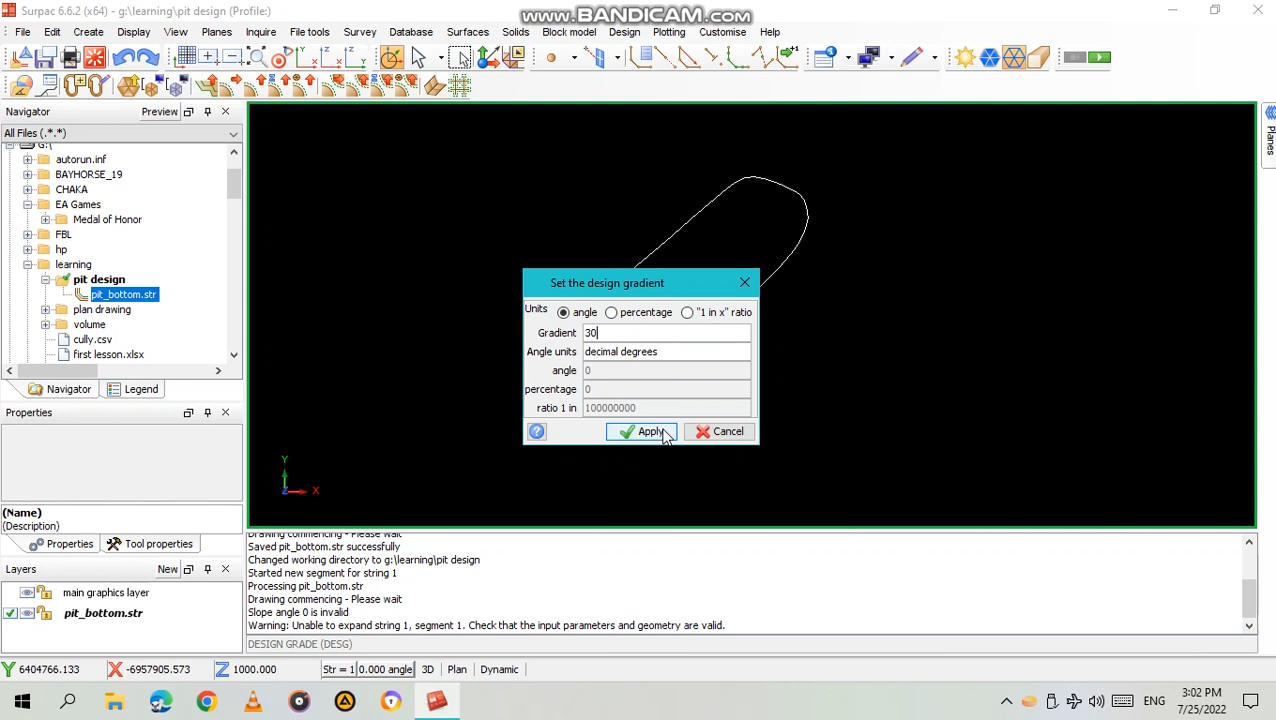 Surpac 6.6.2 (x64) - g:\learning\pit design (Profile:)
www.BANDICAM.com
File Edit Create Display View Planes Inquire File tools Survey Database Surfaces Solids Block model Design Plotting Customise Help
Navigator Preview
All Files (.*.*)
G:\
autorun.inf
BAYHORSE_19
CHAKA
EA Games
Medal of Honor
FBL
hp
learning
pit design
pit_bottom.str
plan drawing
volume
cully.csv
first lesson.xlsx
Navigator Legend
Planes
Set the design gradient
Units angle percentage "1 in x" ratio
Gradient 30
Angle units decimal degrees
angle 0
percentage 0
ratio 1 in 100000000
Apply Cancel
Y
Z X
Properties
(Name)
(Description)
Properties Tool properties
Layers New
main graphics layer
pit_bottom.str
Drawing commencing - Please wait
Saved pit_bottom.str successfully
Changed working directory to g:\learning\pit design
Started new segment for string 1
Processing pit_bottom.str
Drawing commencing - Please wait
Slope angle 0 is invalid
Warning: Unable to expand string 1, segment 1. Check that the input parameters and geometry are valid.
DESIGN GRADE (DESG)
Y 6404766.133 X -6957905.573 Z 1000.000 Str = 1 0.000 angle 3D Plan Dynamic
ENG
3:02 PM
7/25/2022